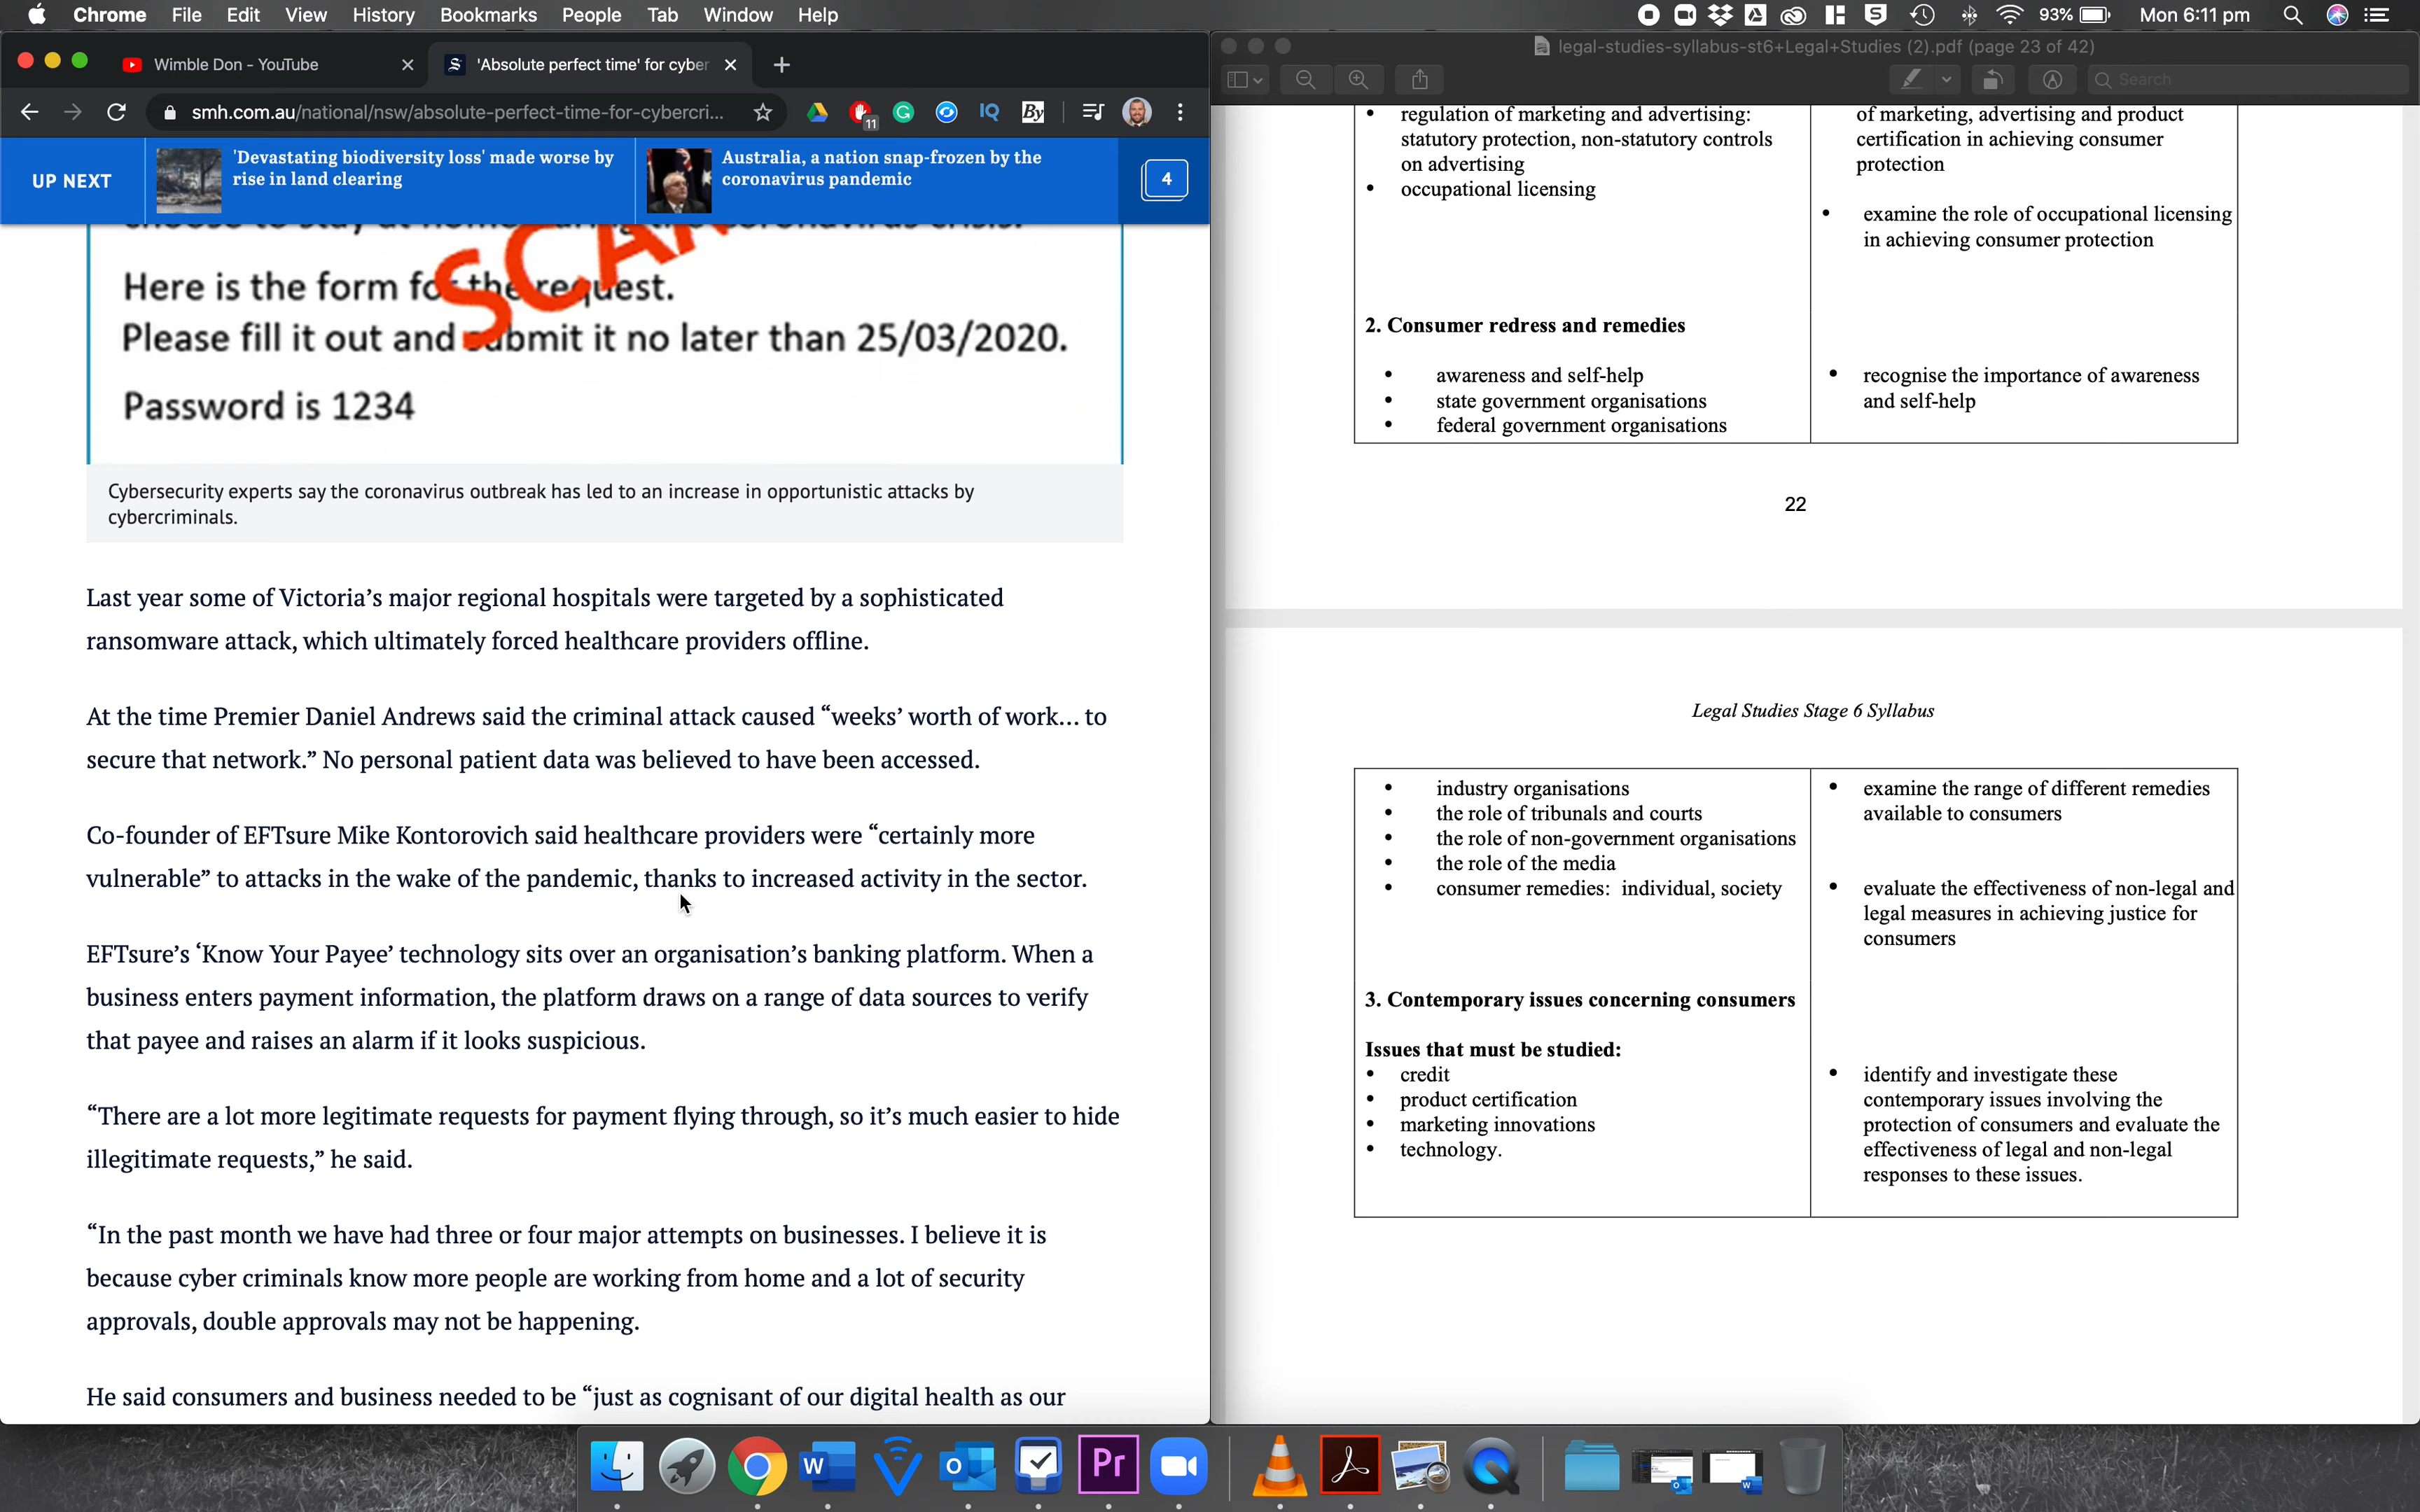 Chrome File Edit View History Bookmarks People Tab Window Help
93% Mon 6:11 pm
Wimble Don - YouTube
'Absolute perfect time' for cyber
smh.com.au/national/nsw/absolute-perfect-time-for-cybercri...
11
IQ
By
UP NEXT
'Devastating biodiversity loss' made worse by
rise in land clearing
Australia, a nation snap-frozen by the
coronavirus pandemic
4
Here is the form for the request.
Please fill it out and submit it no later than 25/03/2020.
Password is 1234
Cybersecurity experts say the coronavirus outbreak has led to an increase in opportunistic attacks by
cybercriminals.
Last year some of Victoria’s major regional hospitals were targeted by a sophisticated
ransomware attack, which ultimately forced healthcare providers offline.
At the time Premier Daniel Andrews said the criminal attack caused “weeks’ worth of work… to
secure that network.” No personal patient data was believed to have been accessed.
Co-founder of EFTsure Mike Kontorovich said healthcare providers were “certainly more
vulnerable” to attacks in the wake of the pandemic, thanks to increased activity in the sector.
EFTsure’s ‘Know Your Payee’ technology sits over an organisation’s banking platform. When a
business enters payment information, the platform draws on a range of data sources to verify
that payee and raises an alarm if it looks suspicious.
“There are a lot more legitimate requests for payment flying through, so it’s much easier to hide
illegitimate requests,” he said.
“In the past month we have had three or four major attempts on businesses. I believe it is
because cyber criminals know more people are working from home and a lot of security
approvals, double approvals may not be happening.
He said consumers and business needed to be “just as cognisant of our digital health as our
legal-studies-syllabus-st6+Legal+Studies (2).pdf (page 23 of 42)
Search
• regulation of marketing and advertising:
statutory protection, non-statutory controls
on advertising
• occupational licensing
of marketing, advertising and product
certification in achieving consumer
protection
• examine the role of occupational licensing
in achieving consumer protection
2. Consumer redress and remedies
• awareness and self-help
• state government organisations
• federal government organisations
• recognise the importance of awareness
and self-help
22
Legal Studies Stage 6 Syllabus
• industry organisations
• the role of tribunals and courts
• the role of non-government organisations
• the role of the media
• consumer remedies: individual, society
• examine the range of different remedies
available to consumers
• evaluate the effectiveness of non-legal and
legal measures in achieving justice for
consumers
3. Contemporary issues concerning consumers
Issues that must be studied:
• credit
• product certification
• marketing innovations
• technology.
• identify and investigate these
contemporary issues involving the
protection of consumers and evaluate the
effectiveness of legal and non-legal
responses to these issues.
W
O
Pr